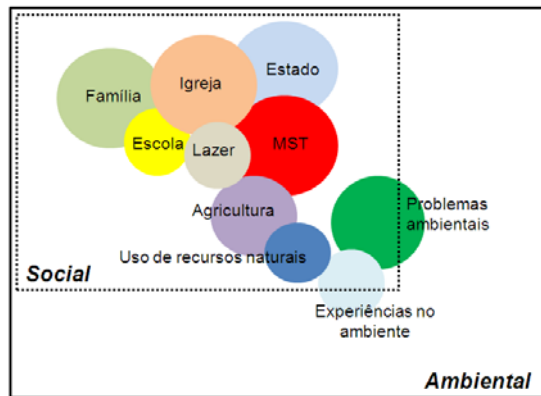 Estado
Igreja
Família
Escola
Lazer
MST
Agricultura
Problemas
ambientais
Uso de recursos naturais
Social
Experiências no
ambiente
Ambiental